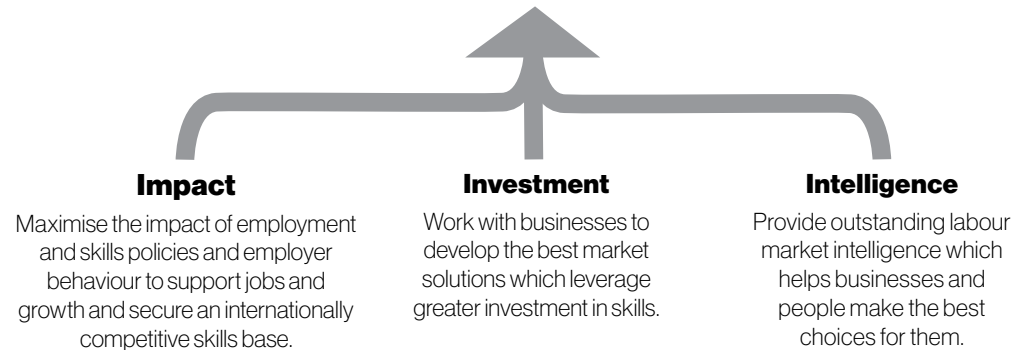 Impact
Maximise the impact of employment
and skills policies and employer
behaviour to support jobs and
growth and secure an internationally
competitive skills base.
Investment
Work with businesses to
develop the best market
solutions which leverage
greater investment in skills.
Intelligence
Provide outstanding labour
market intelligence which
helps businesses and
people make the best
choices for them.